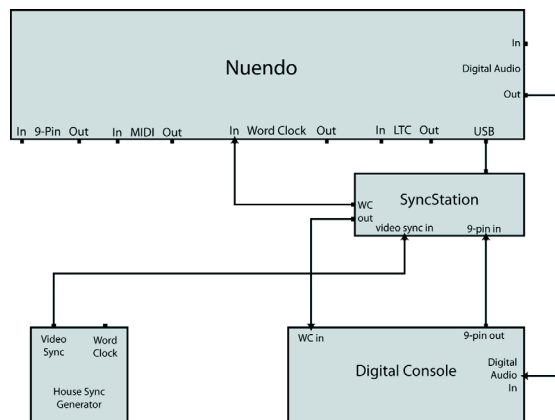 In
Nuendo
Digital Audio
Out
In 9-Pin Out In MIDI Out In Word Clock Out In LTC Out USB
SyncStation
WC
out
video sync in 9-pin in
Video Sync
Word Clock
House Sync Generator
WC in 9-pin out
Digital Console
Digital Audio In